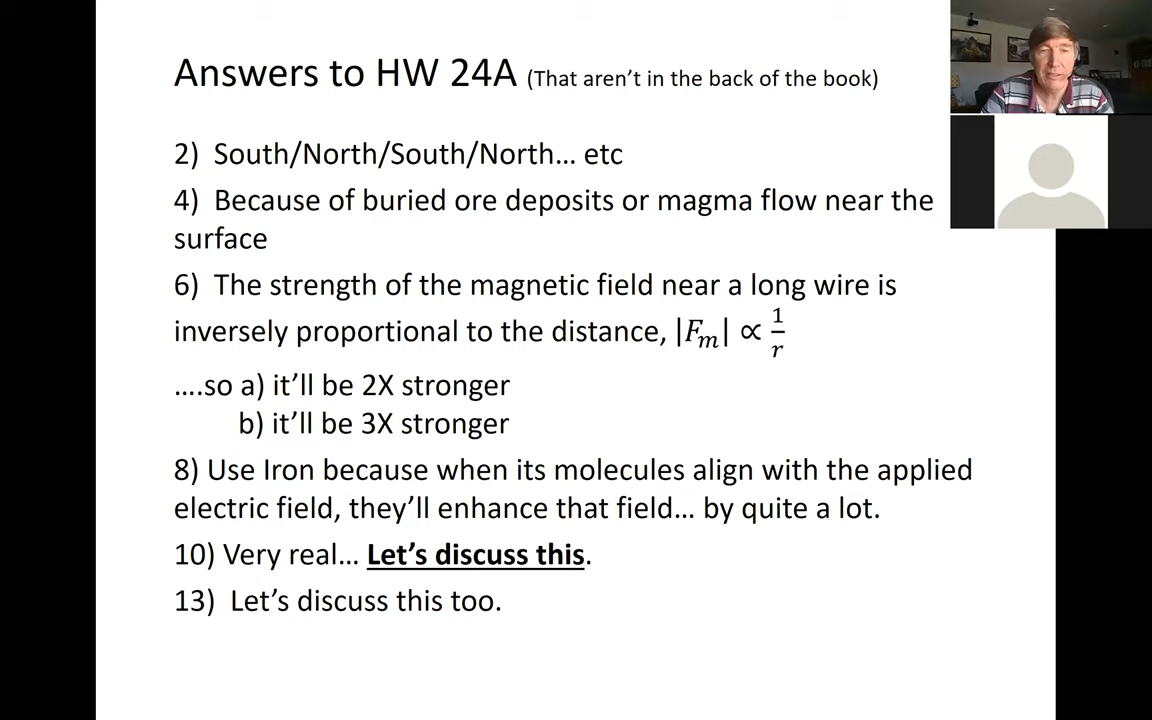 Answers to HW 24A (That aren't in the back of the book)
2) South/North/South/North... etc
4) Because of buried ore deposits or magma flow near the
surface
6) The strength of the magnetic field near a long wire is
inversely proportional to the distance, |Fₘ| ∝ 1/r
....so a) it'll be 2X stronger
b) it'll be 3X stronger
8) Use Iron because when its molecules align with the applied
electric field, they'll enhance that field... by quite a lot.
10) Very real... Let's discuss this.
13) Let's discuss this too.